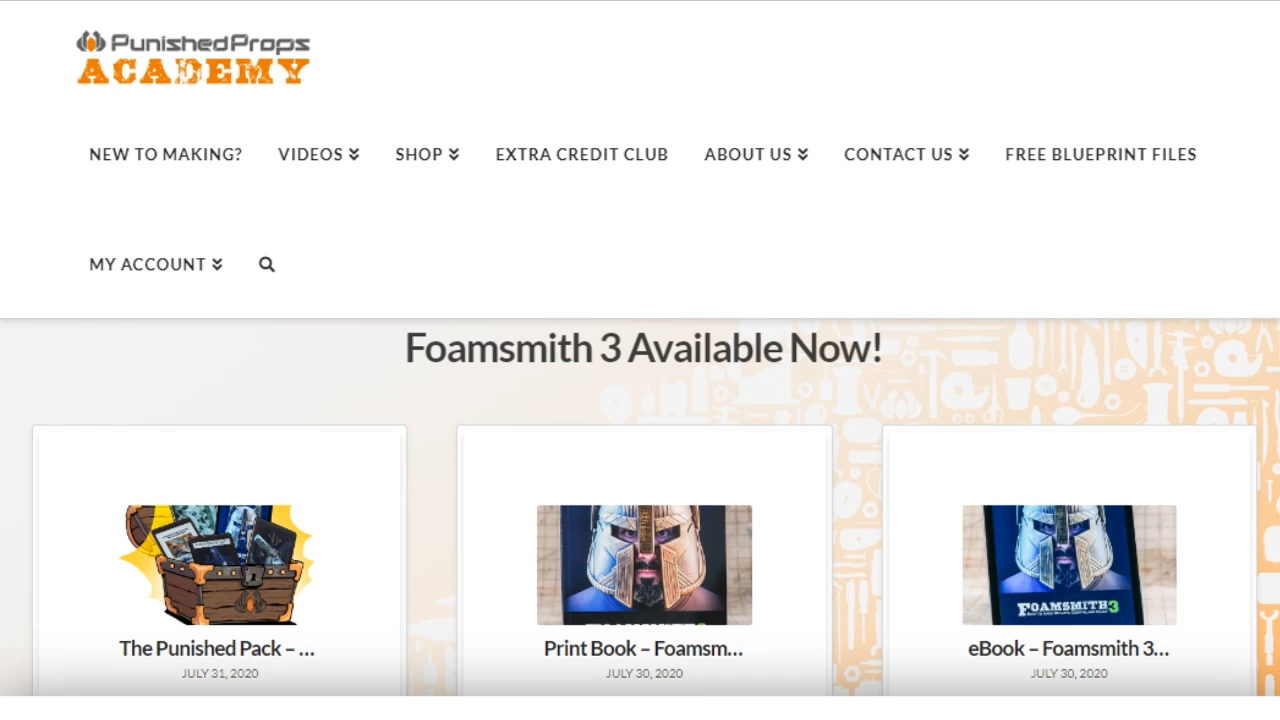 PunishedProps
ACADEMY
NEW TO MAKING?
VIDEOS
SHOP
EXTRA CREDIT CLUB
ABOUT US
CONTACT US
FREE BLUEPRINT FILES
MY ACCOUNT
Foamsmith 3 Available Now!
FOAMSMITH3
The Punished Pack – ...
JULY 31, 2020
Print Book – Foamsm...
JULY 30, 2020
eBook – Foamsmith 3...
JULY 30, 2020